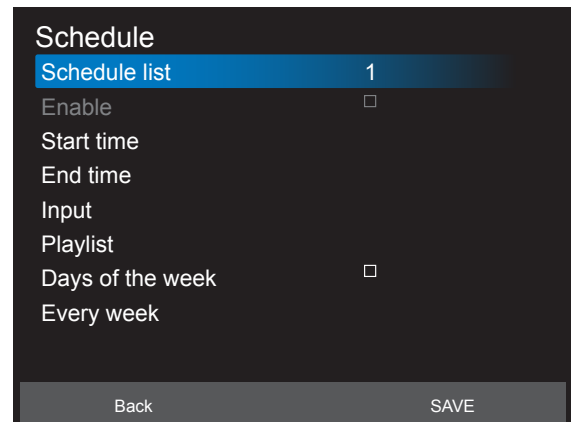 Schedule
Schedule list 1
Enable
Start time
End time
Input
Playlist
Days of the week
Every week
Back SAVE